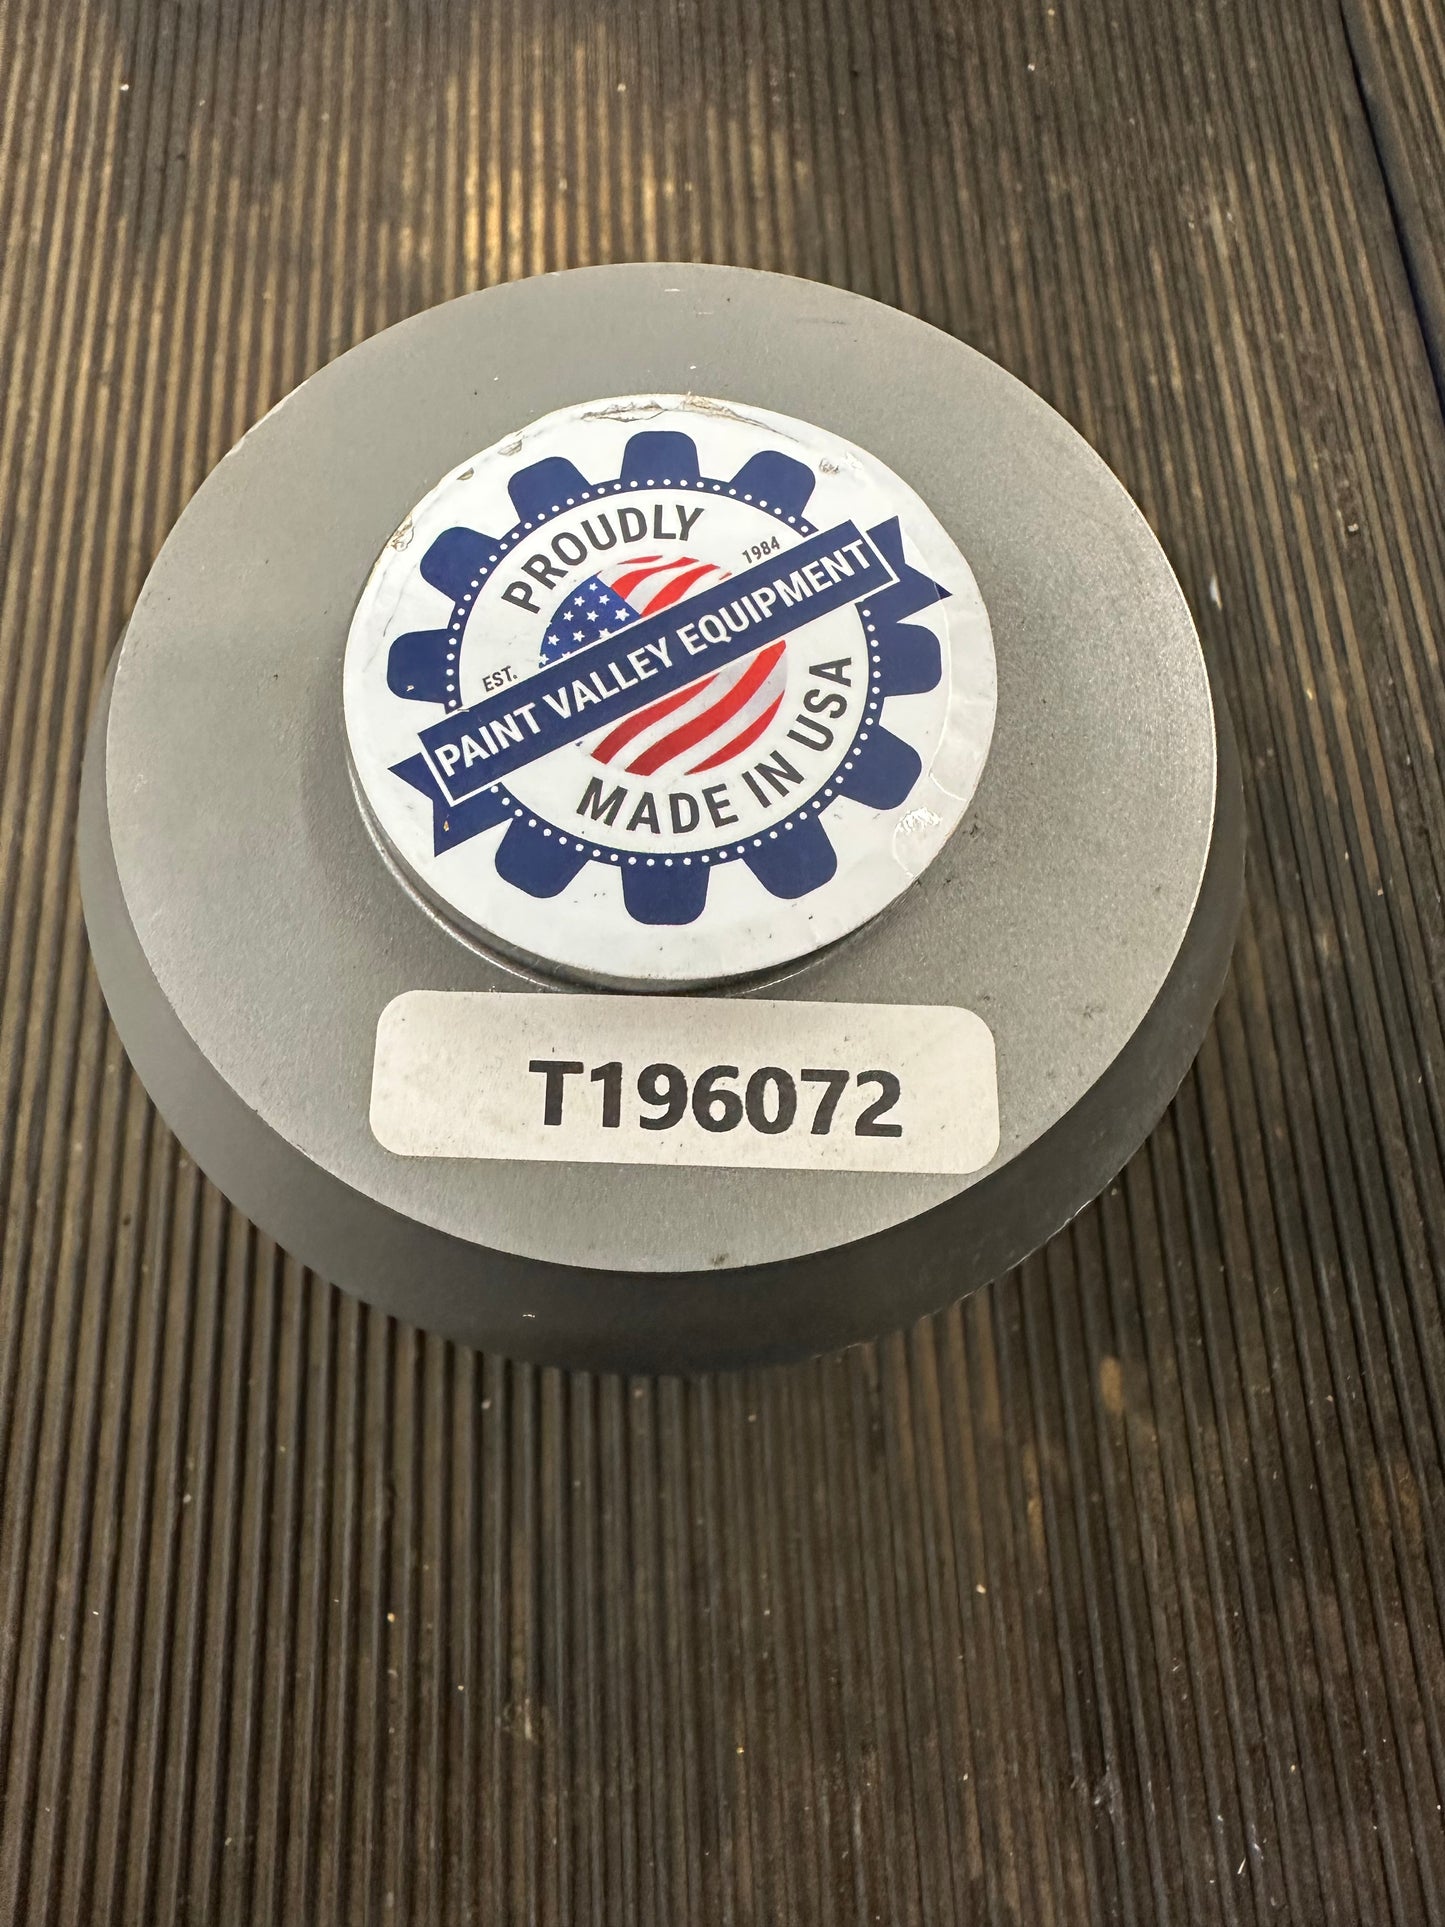 PROUDLY
EST. 1984
PAINT VALLEY EQUIPMENT
MADE IN USA
T196072